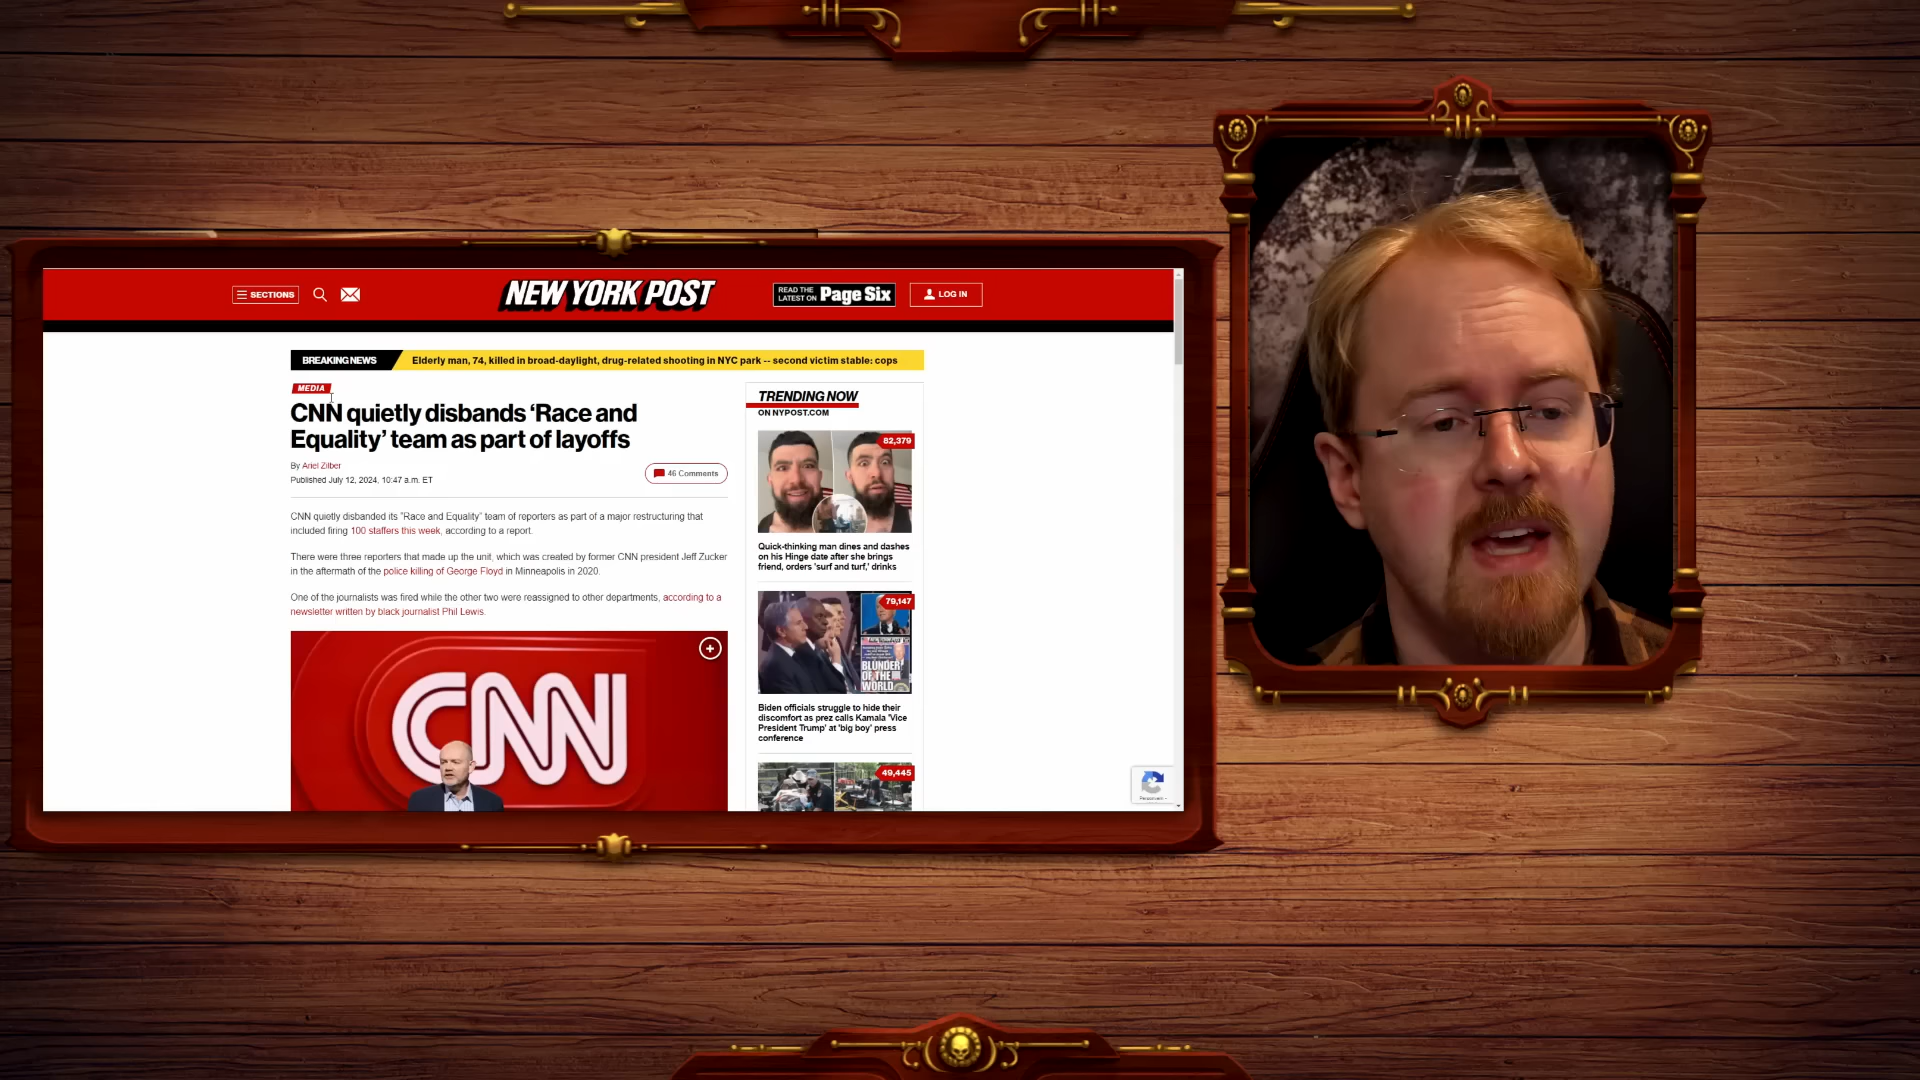 SECTIONS
NEW YORK POST
READ THE
LATEST ON Page Six
LOG IN
BREAKING NEWS
Elderly man, 74, killed in broad-daylight, drug-related shooting in NYC park -- second victim stable: cops
MEDIA
CNN quietly disbands ‘Race and
Equality’ team as part of layoffs
By Ariel Zilber
Published July 12, 2024, 10:47 a.m. ET
46 Comments
CNN quietly disbanded its “Race and Equality” team of reporters as part of a major restructuring that
included firing 100 staffers this week, according to a report.
There were three reporters that made up the unit, which was created by former CNN president Jeff Zucker
in the aftermath of the police killing of George Floyd in Minneapolis in 2020.
One of the journalists was fired while the other two were reassigned to other departments, according to a
newsletter written by black journalist Phil Lewis.
CNN
TRENDING NOW
ON NYPOST.COM
82,379
Quick-thinking man dines and dashes
on his Hinge date after she brings
friend, orders 'surf and turf,' drinks
79,147
BLUNDER
OF THE
WORLD
Biden officials struggle to hide their
discomfort as prez calls Kamala 'Vice
President Trump' at 'big boy' press
conference
49,445